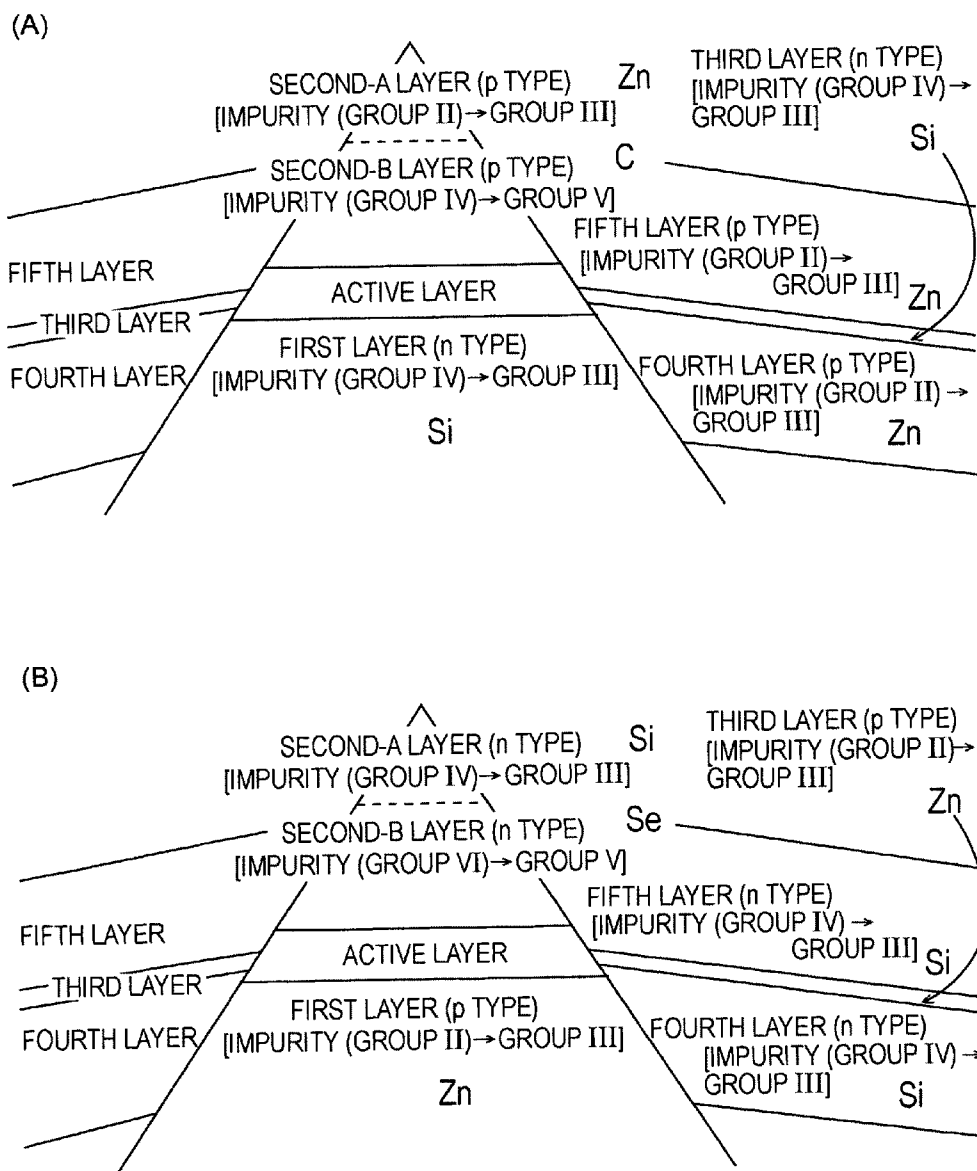 (A)
SECOND-A LAYER (p TYPE)
[IMPURITY (GROUP II)→GROUP III]
Zn
THIRD LAYER (n TYPE)
[IMPURITY (GROUP IV)→
GROUP III]
Si
SECOND-B LAYER (p TYPE)
[IMPURITY (GROUP IV)→GROUP V]
C
FIFTH LAYER (p TYPE)
[IMPURITY (GROUP II)→
GROUP III]
Zn
FIFTH LAYER
THIRD LAYER
FOURTH LAYER
ACTIVE LAYER
FIRST LAYER (n TYPE)
[IMPURITY (GROUP IV)→GROUP III]
Si
FOURTH LAYER (p TYPE)
[IMPURITY (GROUP II)→
GROUP III]
Zn
(B)
SECOND-A LAYER (n TYPE)
[IMPURITY (GROUP IV)→GROUP III]
Si
THIRD LAYER (p TYPE)
[IMPURITY (GROUP II)→
GROUP III]
Zn
SECOND-B LAYER (n TYPE)
[IMPURITY (GROUP VI)→GROUP V]
Se
FIFTH LAYER (n TYPE)
[IMPURITY (GROUP IV)→
GROUP III]
Si
FIFTH LAYER
THIRD LAYER
FOURTH LAYER
ACTIVE LAYER
FIRST LAYER (p TYPE)
[IMPURITY (GROUP II)→GROUP III]
Zn
FOURTH LAYER (n TYPE)
[IMPURITY (GROUP IV)→
GROUP III]
Si